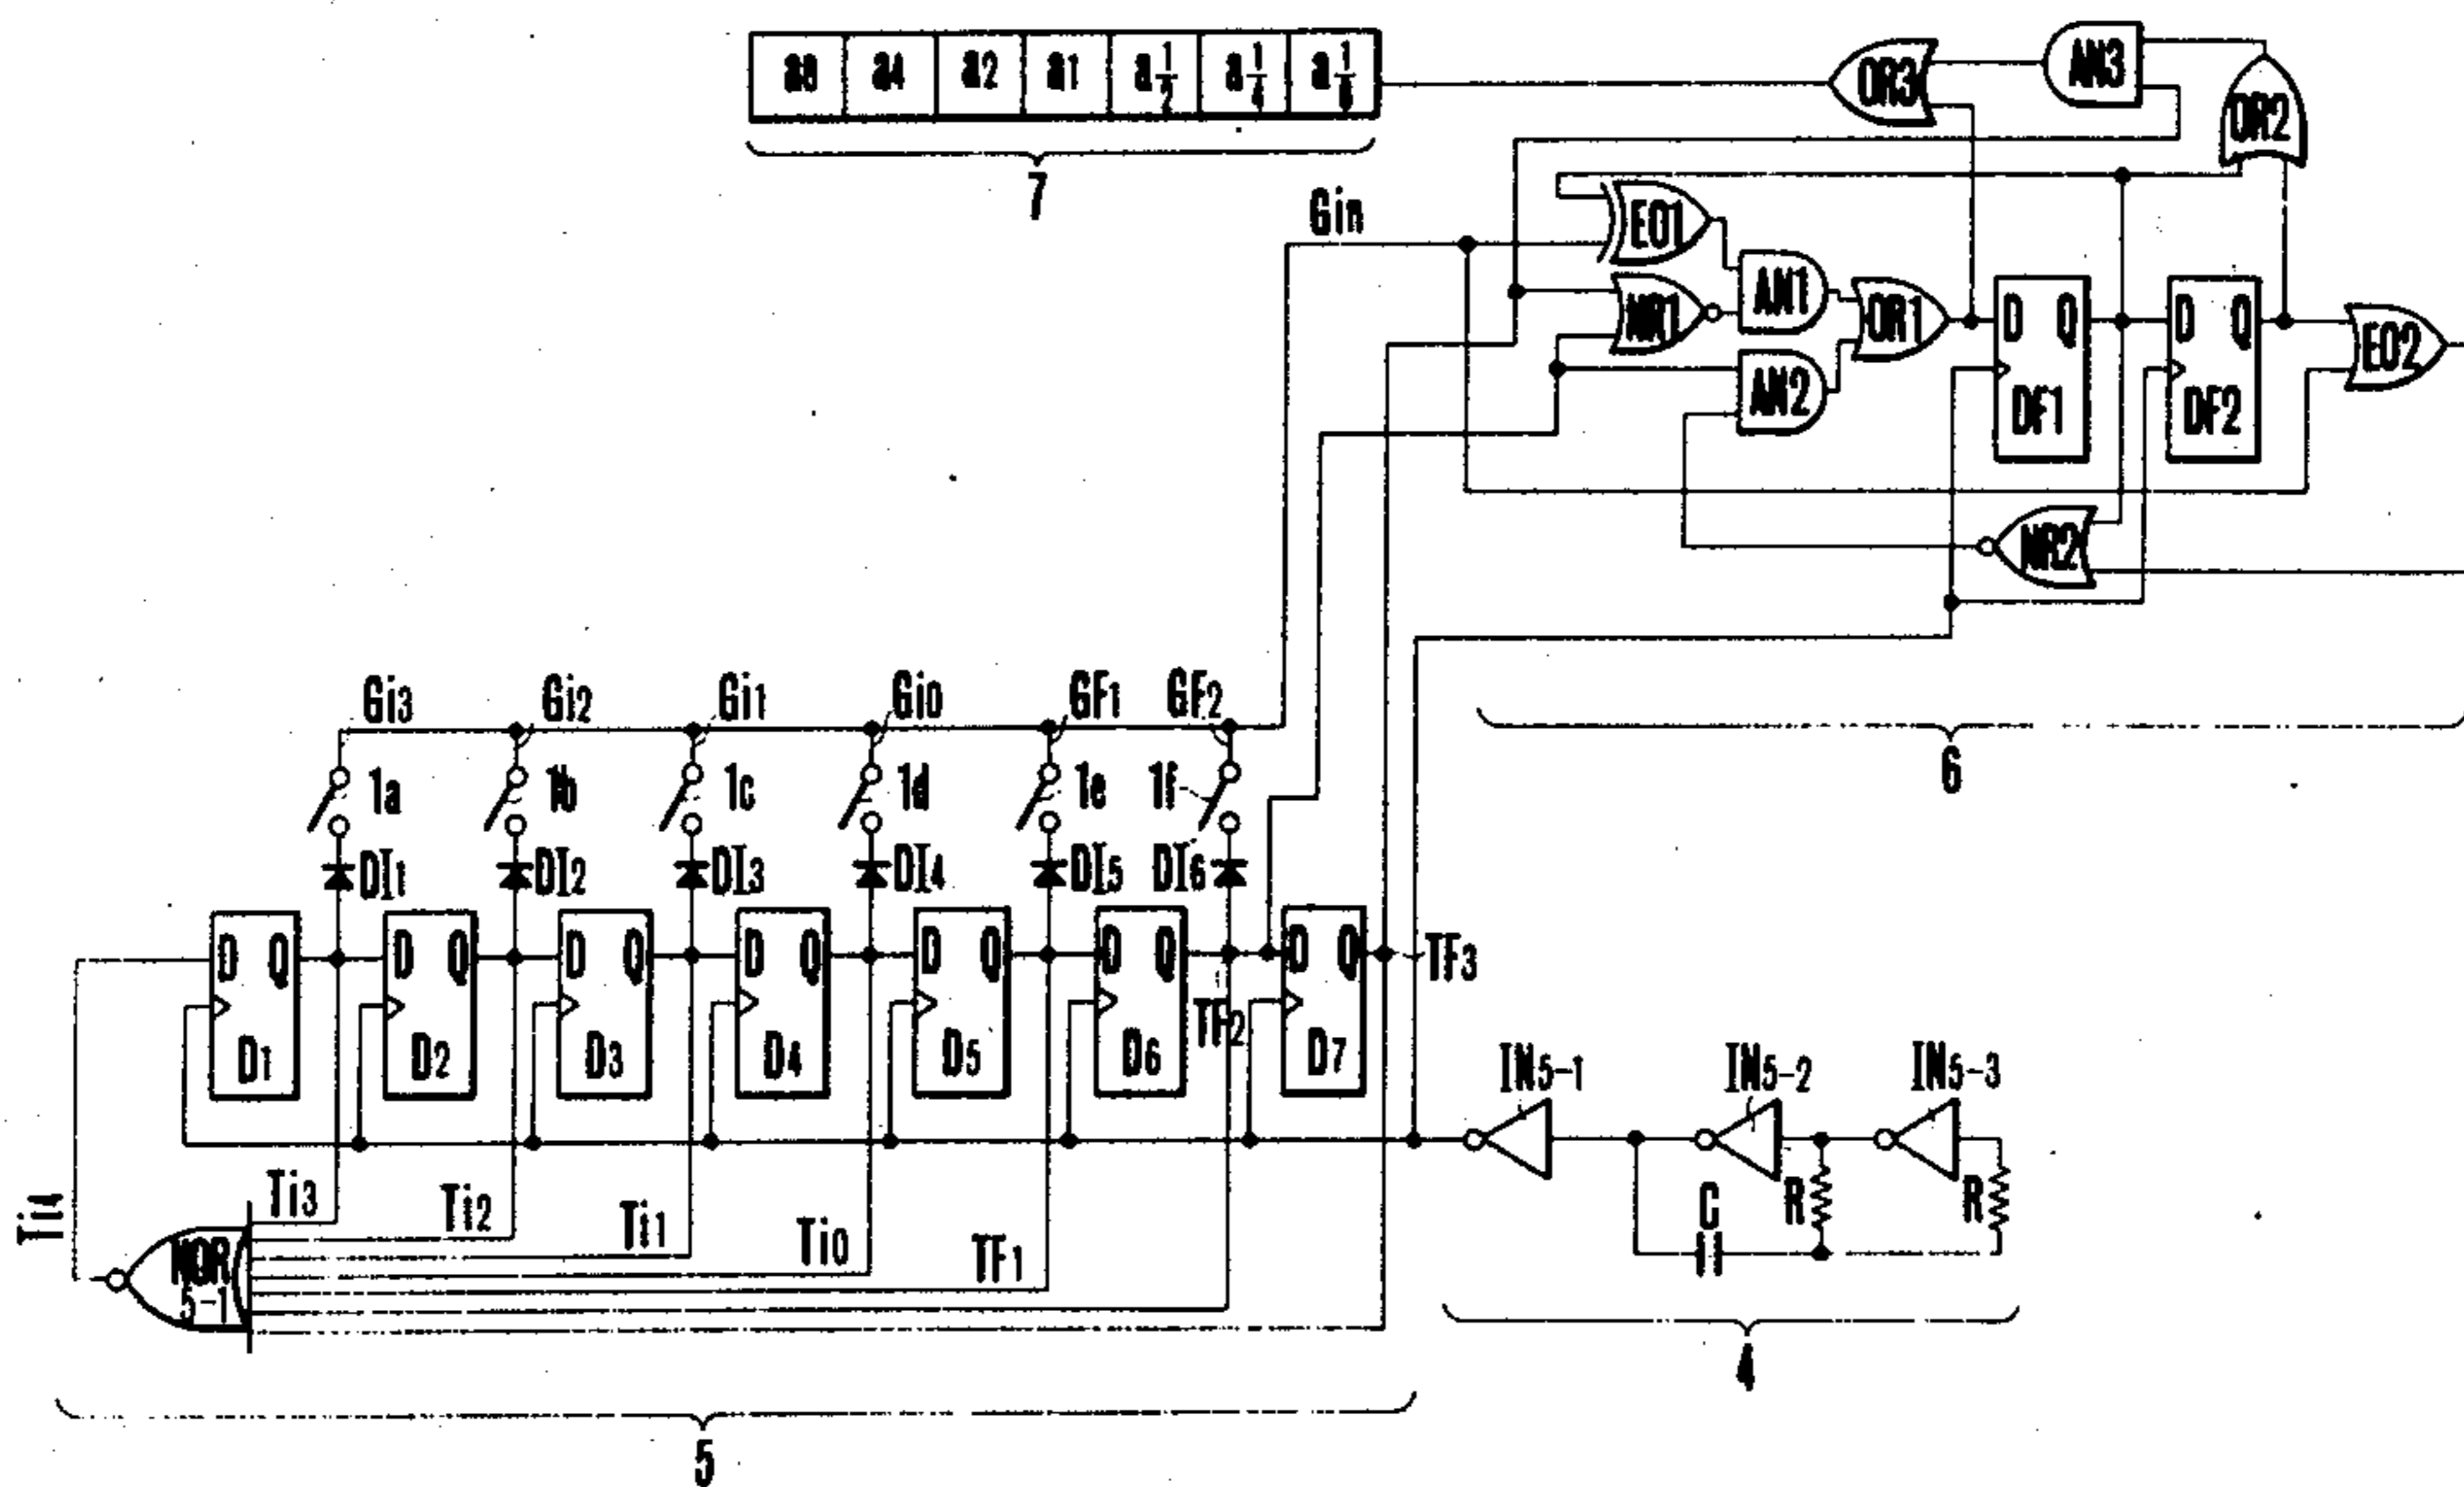 a8 a4 a2 a1 a1/2 a1/4 a1/8
7
OR3
AN3
OR2
Gin
EO1
NR1
AN1
AN2
OR1
D Q DF1
D Q DF2
EO2
NR2
6
Gi3 Gi2 Gi1 Gi0 GF1 GF2
1a 1b 1c 1d 1e 1f
DI1 DI2 DI3 DI4 DI5 DI6
D Q D Q D Q D Q D Q D Q D Q
TF3
TF2
D1 D2 D3 D4 D5 D6 D7
IN5-1 IN5-2 IN5-3
Ti4
Ti3 Ti2 Ti1 Ti0 TF1
C R R
NOR
5-1
4
5